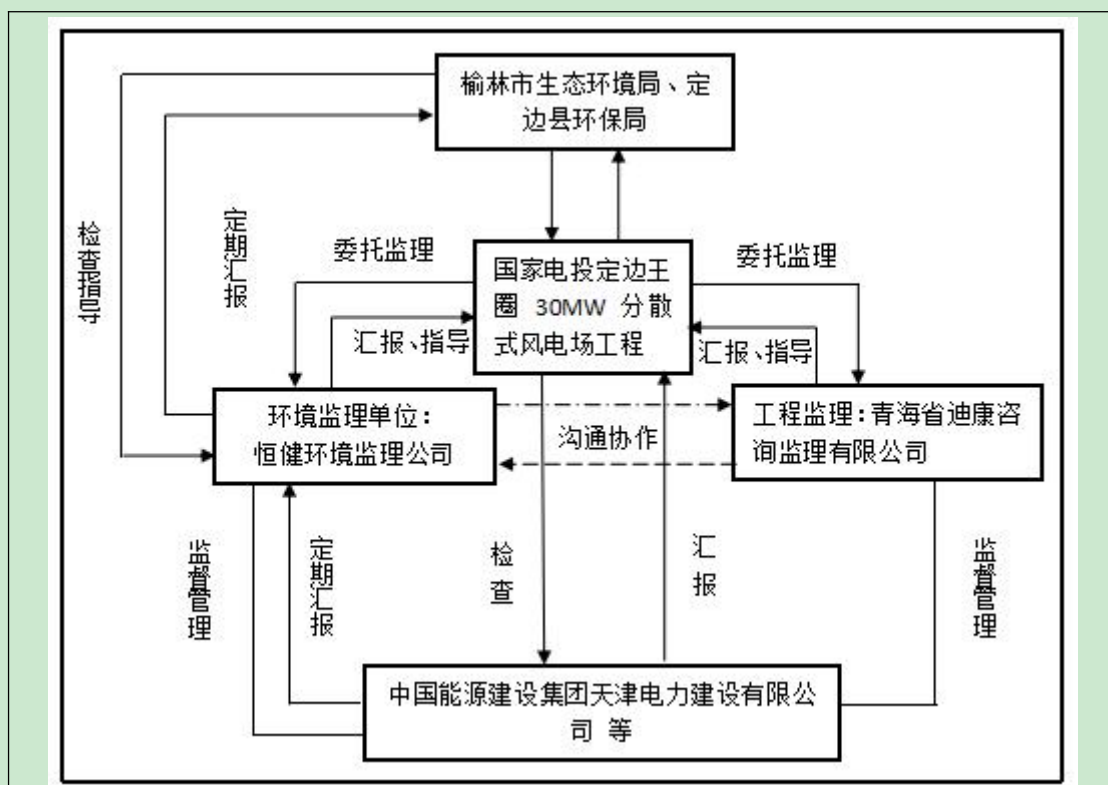 榆林市生态环境局、定
边县环保局
检查指导
定期汇报
委托监理
国家电投定边王
圈 30MW 分散
式风电场工程
委托监理
汇报、指导
汇报、指导
环境监理单位：
恒健环境监理公司
沟通协作
工程监理：青海省迪康咨
询监理有限公司
监督管理
定期汇报
检查
汇报
监督管理
中国能源建设集团天津电力建设有限公
司 等